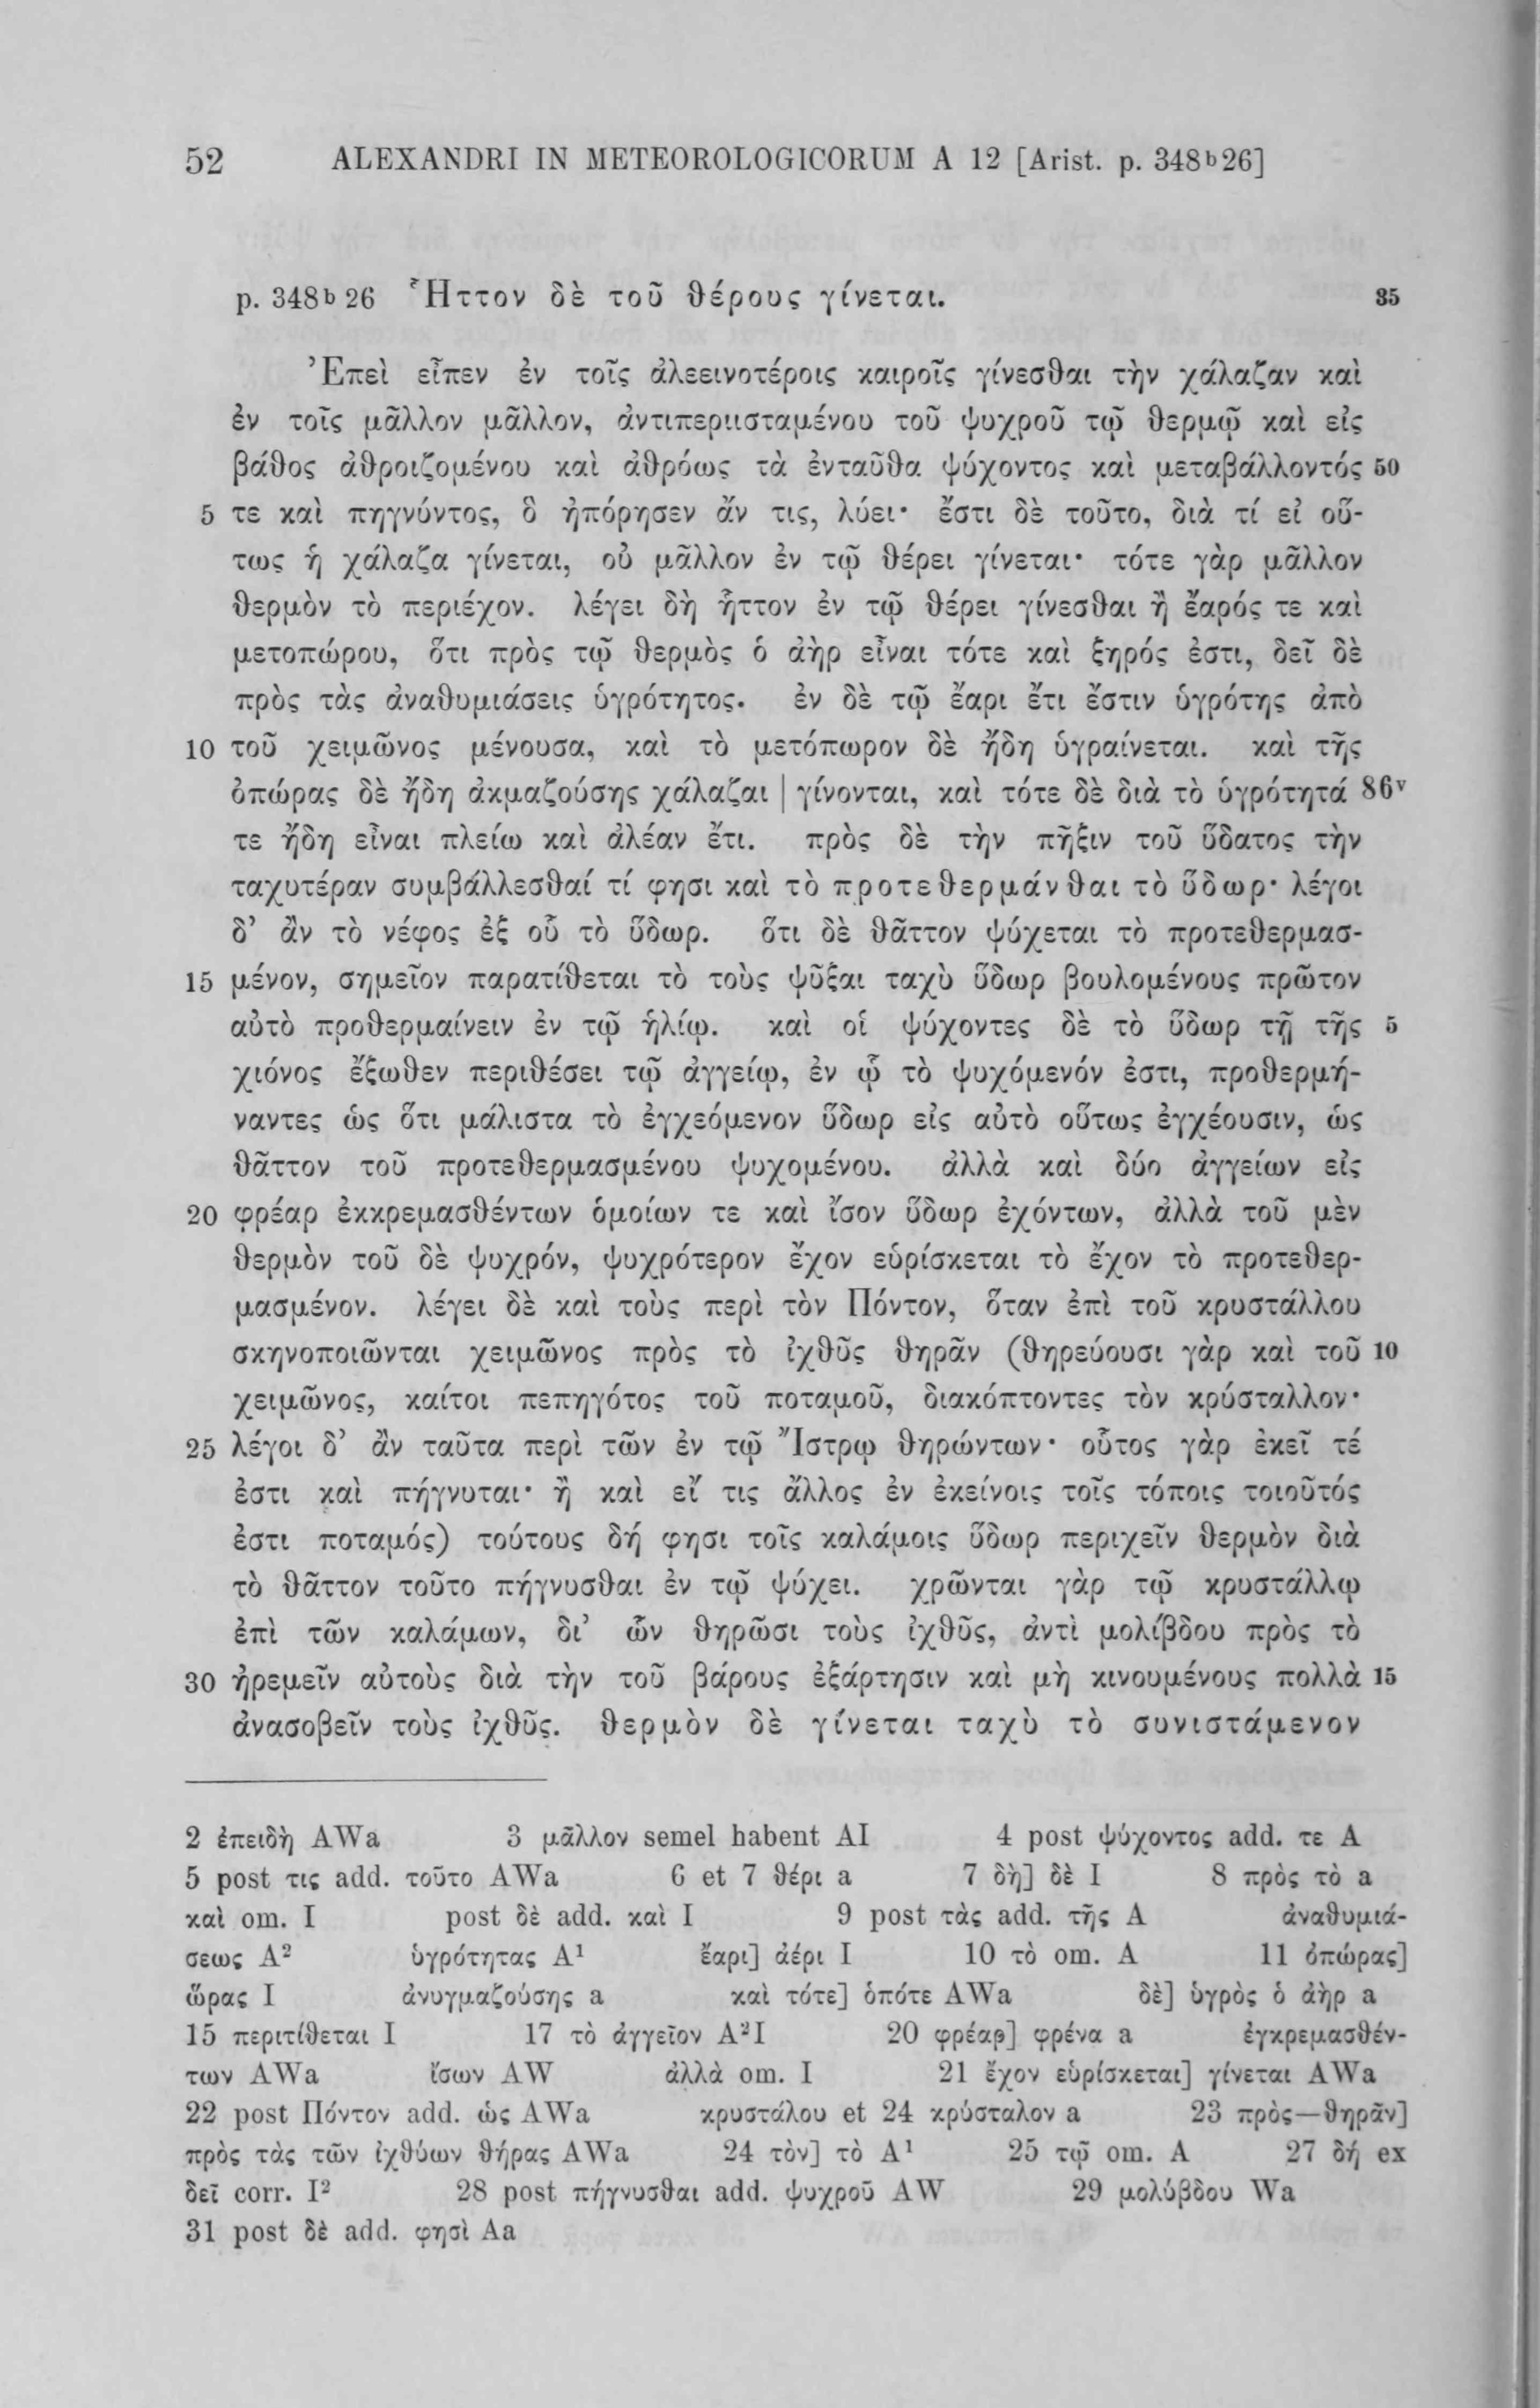 52 ALEXANDRI IN METEOROLOGICORUM A 12 [Arist. p. 348b26]
p. 348b 26 Ἧττον δὲ τοῦ θέρους γίνεται. 35
Ἐπεὶ εἶπεν ἐν τοῖς ἀλεεινοτέροις καιροῖς γίνεσθαι τὴν χάλαζαν καὶ
ἐν τοῖς μᾶλλον μᾶλλον, ἀντιπεριισταμένου τοῦ ψυχροῦ τῷ θερμῷ καὶ εἰς
βάθος ἀθροιζομένου καὶ ἀθρόως τὰ ἐνταῦθα ψύχοντος καὶ μεταβάλλοντός 50
5 τε καὶ πηγνύντος, ὃ ἠπόρησεν ἄν τις, λύει· ἔστι δὲ τοῦτο, διὰ τί εἰ οὕ-
τως ἡ χάλαζα γίνεται, οὐ μᾶλλον ἐν τῷ θέρει γίνεται· τότε γὰρ μᾶλλον
θερμὸν τὸ περιέχον. λέγει δὴ ἧττον ἐν τῷ θέρει γίνεσθαι ἢ ἔαρός τε καὶ
μετοπώρου, ὅτι πρὸς τῷ θερμὸς ὁ ἀὴρ εἶναι τότε καὶ ξηρός ἐστι, δεῖ δὲ
πρὸς τὰς ἀναθυμιάσεις ὑγρότητος. ἐν δὲ τῷ ἔαρι ἔτι ἔστιν ὑγρότης ἀπὸ
10 τοῦ χειμῶνος μένουσα, καὶ τὸ μετόπωρον δὲ ἤδη ὑγραίνεται. καὶ τῆς
ὀπώρας δὲ ἤδη ἀκμαζούσης χάλαζαι | γίνονται, καὶ τότε δὲ διὰ τὸ ὑγρότητά 86v
τε ἤδη εἶναι πλείω καὶ ἀλέαν ἔτι. πρὸς δὲ τὴν πῆξιν τοῦ ὕδατος τὴν
ταχυτέραν συμβάλλεσθαί τί φησι καὶ τὸ προτεθερμάνθαι τὸ ὕδωρ· λέγοι
δ’ ἂν τὸ νέφος ἐξ οὗ τὸ ὕδωρ. ὅτι δὲ θᾶττον ψύχεται τὸ προτεθερμασ-
15 μένον, σημεῖον παρατίθεται τὸ τοὺς ψῦξαι ταχὺ ὕδωρ βουλομένους πρῶτον
αὐτὸ προθερμαίνειν ἐν τῷ ἡλίῳ. καὶ οἱ ψύχοντες δὲ τὸ ὕδωρ τῇ τῆς 5
χιόνος ἔξωθεν περιθέσει τῷ ἀγγείῳ, ἐν ᾧ τὸ ψυχόμενόν ἐστι, προθερμή-
ναντες ὡς ὅτι μάλιστα τὸ ἐγχεόμενον ὕδωρ εἰς αὐτὸ οὕτως ἐγχέουσιν, ὡς
θᾶττον τοῦ προτεθερμασμένου ψυχομένου. ἀλλὰ καὶ δύο ἀγγείων εἰς
20 φρέαρ ἐκκρεμασθέντων ὁμοίων τε καὶ ἴσον ὕδωρ ἐχόντων, ἀλλὰ τοῦ μὲν
θερμὸν τοῦ δὲ ψυχρόν, ψυχρότερον ἔχον εὑρίσκεται τὸ ἔχον τὸ προτεθερ-
μασμένον. λέγει δὲ καὶ τοὺς περὶ τὸν Πόντον, ὅταν ἐπὶ τοῦ κρυστάλλου
σκηνοποιῶνται χειμῶνος πρὸς τὸ ἰχθῦς θηρᾶν (θηρεύουσι γὰρ καὶ τοῦ 10
χειμῶνος, καίτοι πεπηγότος τοῦ ποταμοῦ, διακόπτοντες τὸν κρύσταλλον·
25 λέγοι δ’ ἂν ταῦτα περὶ τῶν ἐν τῷ Ἴστρῳ θηρώντων· οὗτος γὰρ ἐκεῖ τέ
ἐστι καὶ πήγνυται· ἢ καὶ εἴ τις ἄλλος ἐν ἐκείνοις τοῖς τόποις τοιοῦτός
ἐστι ποταμός) τούτους δή φησι τοῖς καλάμοις ὕδωρ περιχεῖν θερμὸν διὰ
τὸ θᾶττον τοῦτο πήγνυσθαι ἐν τῷ ψύχει. χρῶνται γὰρ τῷ κρυστάλλῳ
ἐπὶ τῶν καλάμων, δι’ ὧν θηρῶσι τοὺς ἰχθῦς, ἀντὶ μολίβδου πρὸς τὸ
30 ἠρεμεῖν αὐτοὺς διὰ τὴν τοῦ βάρους ἐξάρτησιν καὶ μὴ κινουμένους πολλὰ 15
ἀνασοβεῖν τοὺς ἰχθῦς. θερμὸν δὲ γίνεται ταχὺ τὸ συνιστάμενον
2 ἐπειδὴ AWa 3 μᾶλλον semel habent AI 4 post ψύχοντος add. τε A
5 post τις add. τοῦτο AWa 6 et 7 θέρι a 7 δὴ] δὲ I 8 πρὸς τὸ a
καὶ om. I post δὲ add. καὶ I 9 post τὰς add. τῆς A ἀναθυμιά-
σεως A2 ὑγρότητας A1 ἔαρι] ἀέρι I 10 τὸ om. A 11 ὀπώρας]
ὥρας I ἀνυγμαζούσης a καὶ τότε] ὁπότε AWa δὲ] ὑγρὸς ὁ ἀὴρ a
15 περιτίθεται I 17 τὸ ἀγγεῖον A2I 20 φρέαρ] φρένα a ἐγκρεμασθέν-
των AWa ἴσων AW ἀλλὰ om. I 21 ἔχον εὑρίσκεται] γίνεται AWa
22 post Πόντον add. ὡς AWa κρυστάλου et 24 κρύσταλον a 23 πρὸς—θηρᾶν]
πρὸς τὰς τῶν ἰχθύων θήρας AWa 24 τὸν] τὸ A1 25 τῷ om. A 27 δή ex
δεῖ corr. I2 28 post πήγνυσθαι add. ψυχροῦ AW 29 μολύβδου Wa
31 post δὲ add. φησὶ Aa